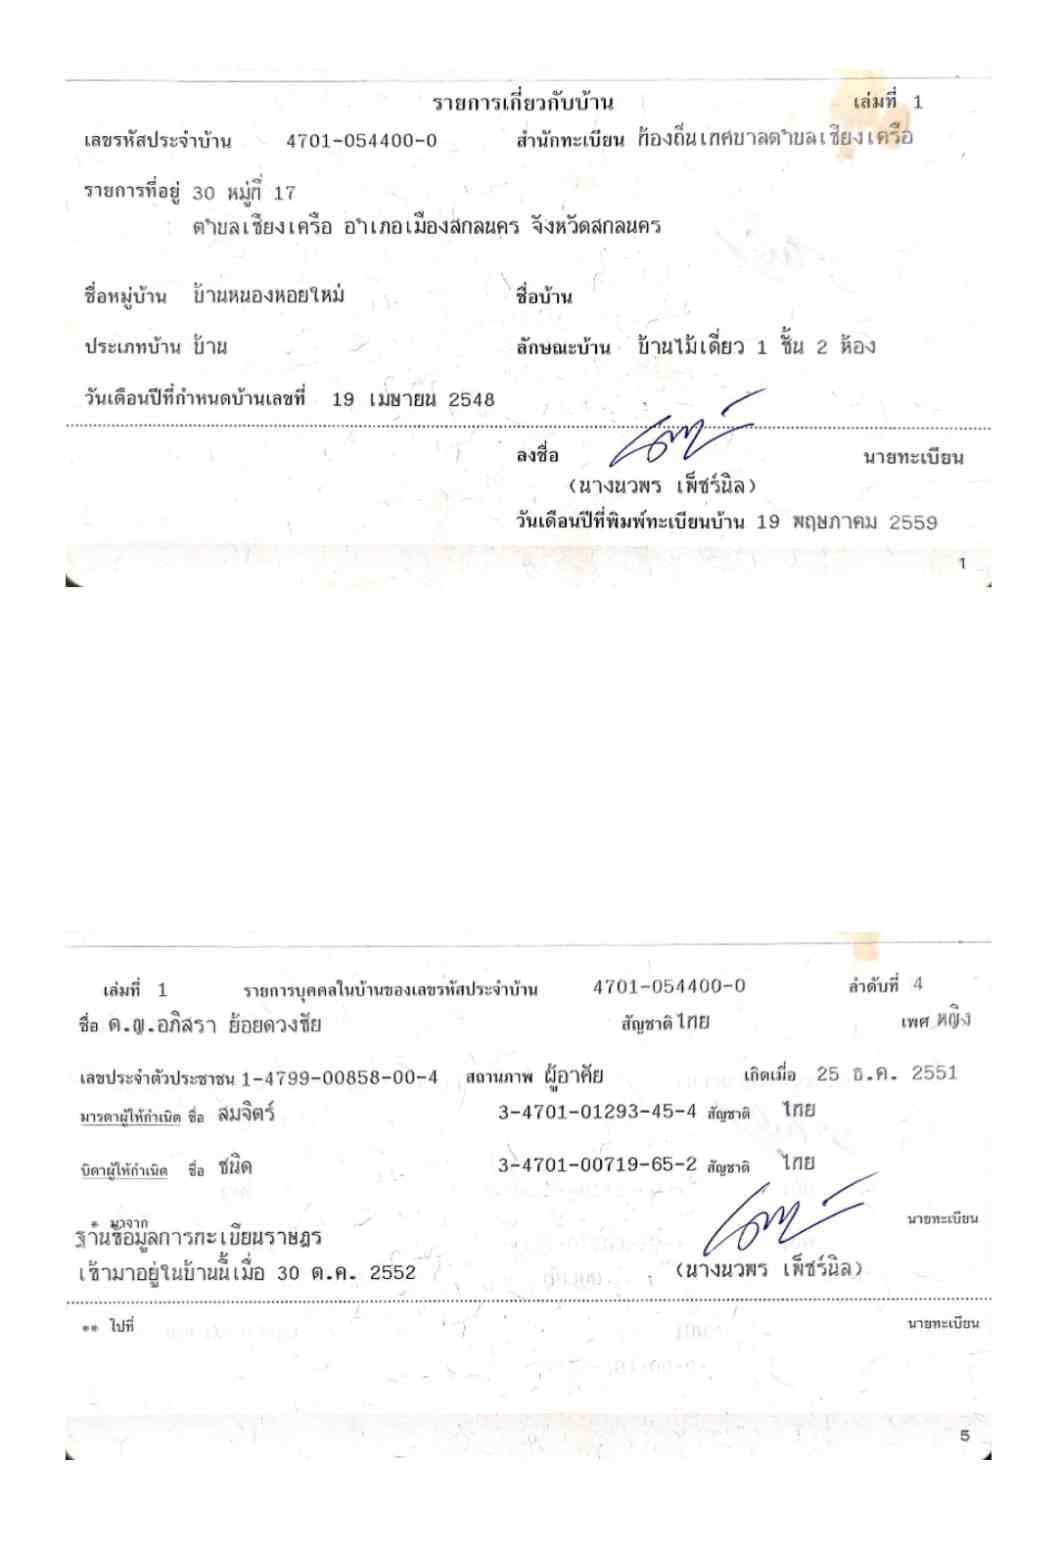 รายการเกี่ยวกับบ้าน เล่มที่ 1
เลขรหัสประจำบ้าน 4701-054400-0 สำนักทะเบียน ท้องถิ่นเทศบาลตำบลเชียงเครือ
รายการที่อยู่ 30 หมู่ที่ 17
ตำบลเชียงเครือ อำเภอเมืองสกลนคร จังหวัดสกลนคร
ชื่อหมู่บ้าน บ้านหนองหอยใหม่ ชื่อบ้าน
ประเภทบ้าน บ้าน ลักษณะบ้าน บ้านไม้เดี่ยว 1 ชั้น 2 ห้อง
วันเดือนปีที่กำหนดบ้านเลขที่ 19 เมษายน 2548
ลงชื่อ นายทะเบียน
(นางนวพร เพ็ชร์นิล)
วันเดือนปีที่พิมพ์ทะเบียนบ้าน 19 พฤษภาคม 2559
1
เล่มที่ 1 รายการบุคคลในบ้านของเลขรหัสประจำบ้าน 4701-054400-0 ลำดับที่ 4
ชื่อ ด.ญ.อภิสรา ย้อยดวงชัย สัญชาติ ไทย เพศ หญิง
เลขประจำตัวประชาชน 1-4799-00858-00-4 สถานภาพ ผู้อาศัย เกิดเมื่อ 25 ธ.ค. 2551
มารดาผู้ให้กำเนิด ชื่อ สมจิตร์ 3-4701-01293-45-4 สัญชาติ ไทย
บิดาผู้ให้กำเนิด ชื่อ ชนิด 3-4701-00719-65-2 สัญชาติ ไทย
* มาจาก นายทะเบียน
ฐานข้อมูลการทะเบียนราษฎร
เข้ามาอยู่ในบ้านนี้เมื่อ 30 ต.ค. 2552 (นางนวพร เพ็ชร์นิล)
** ไปที่ นายทะเบียน
5